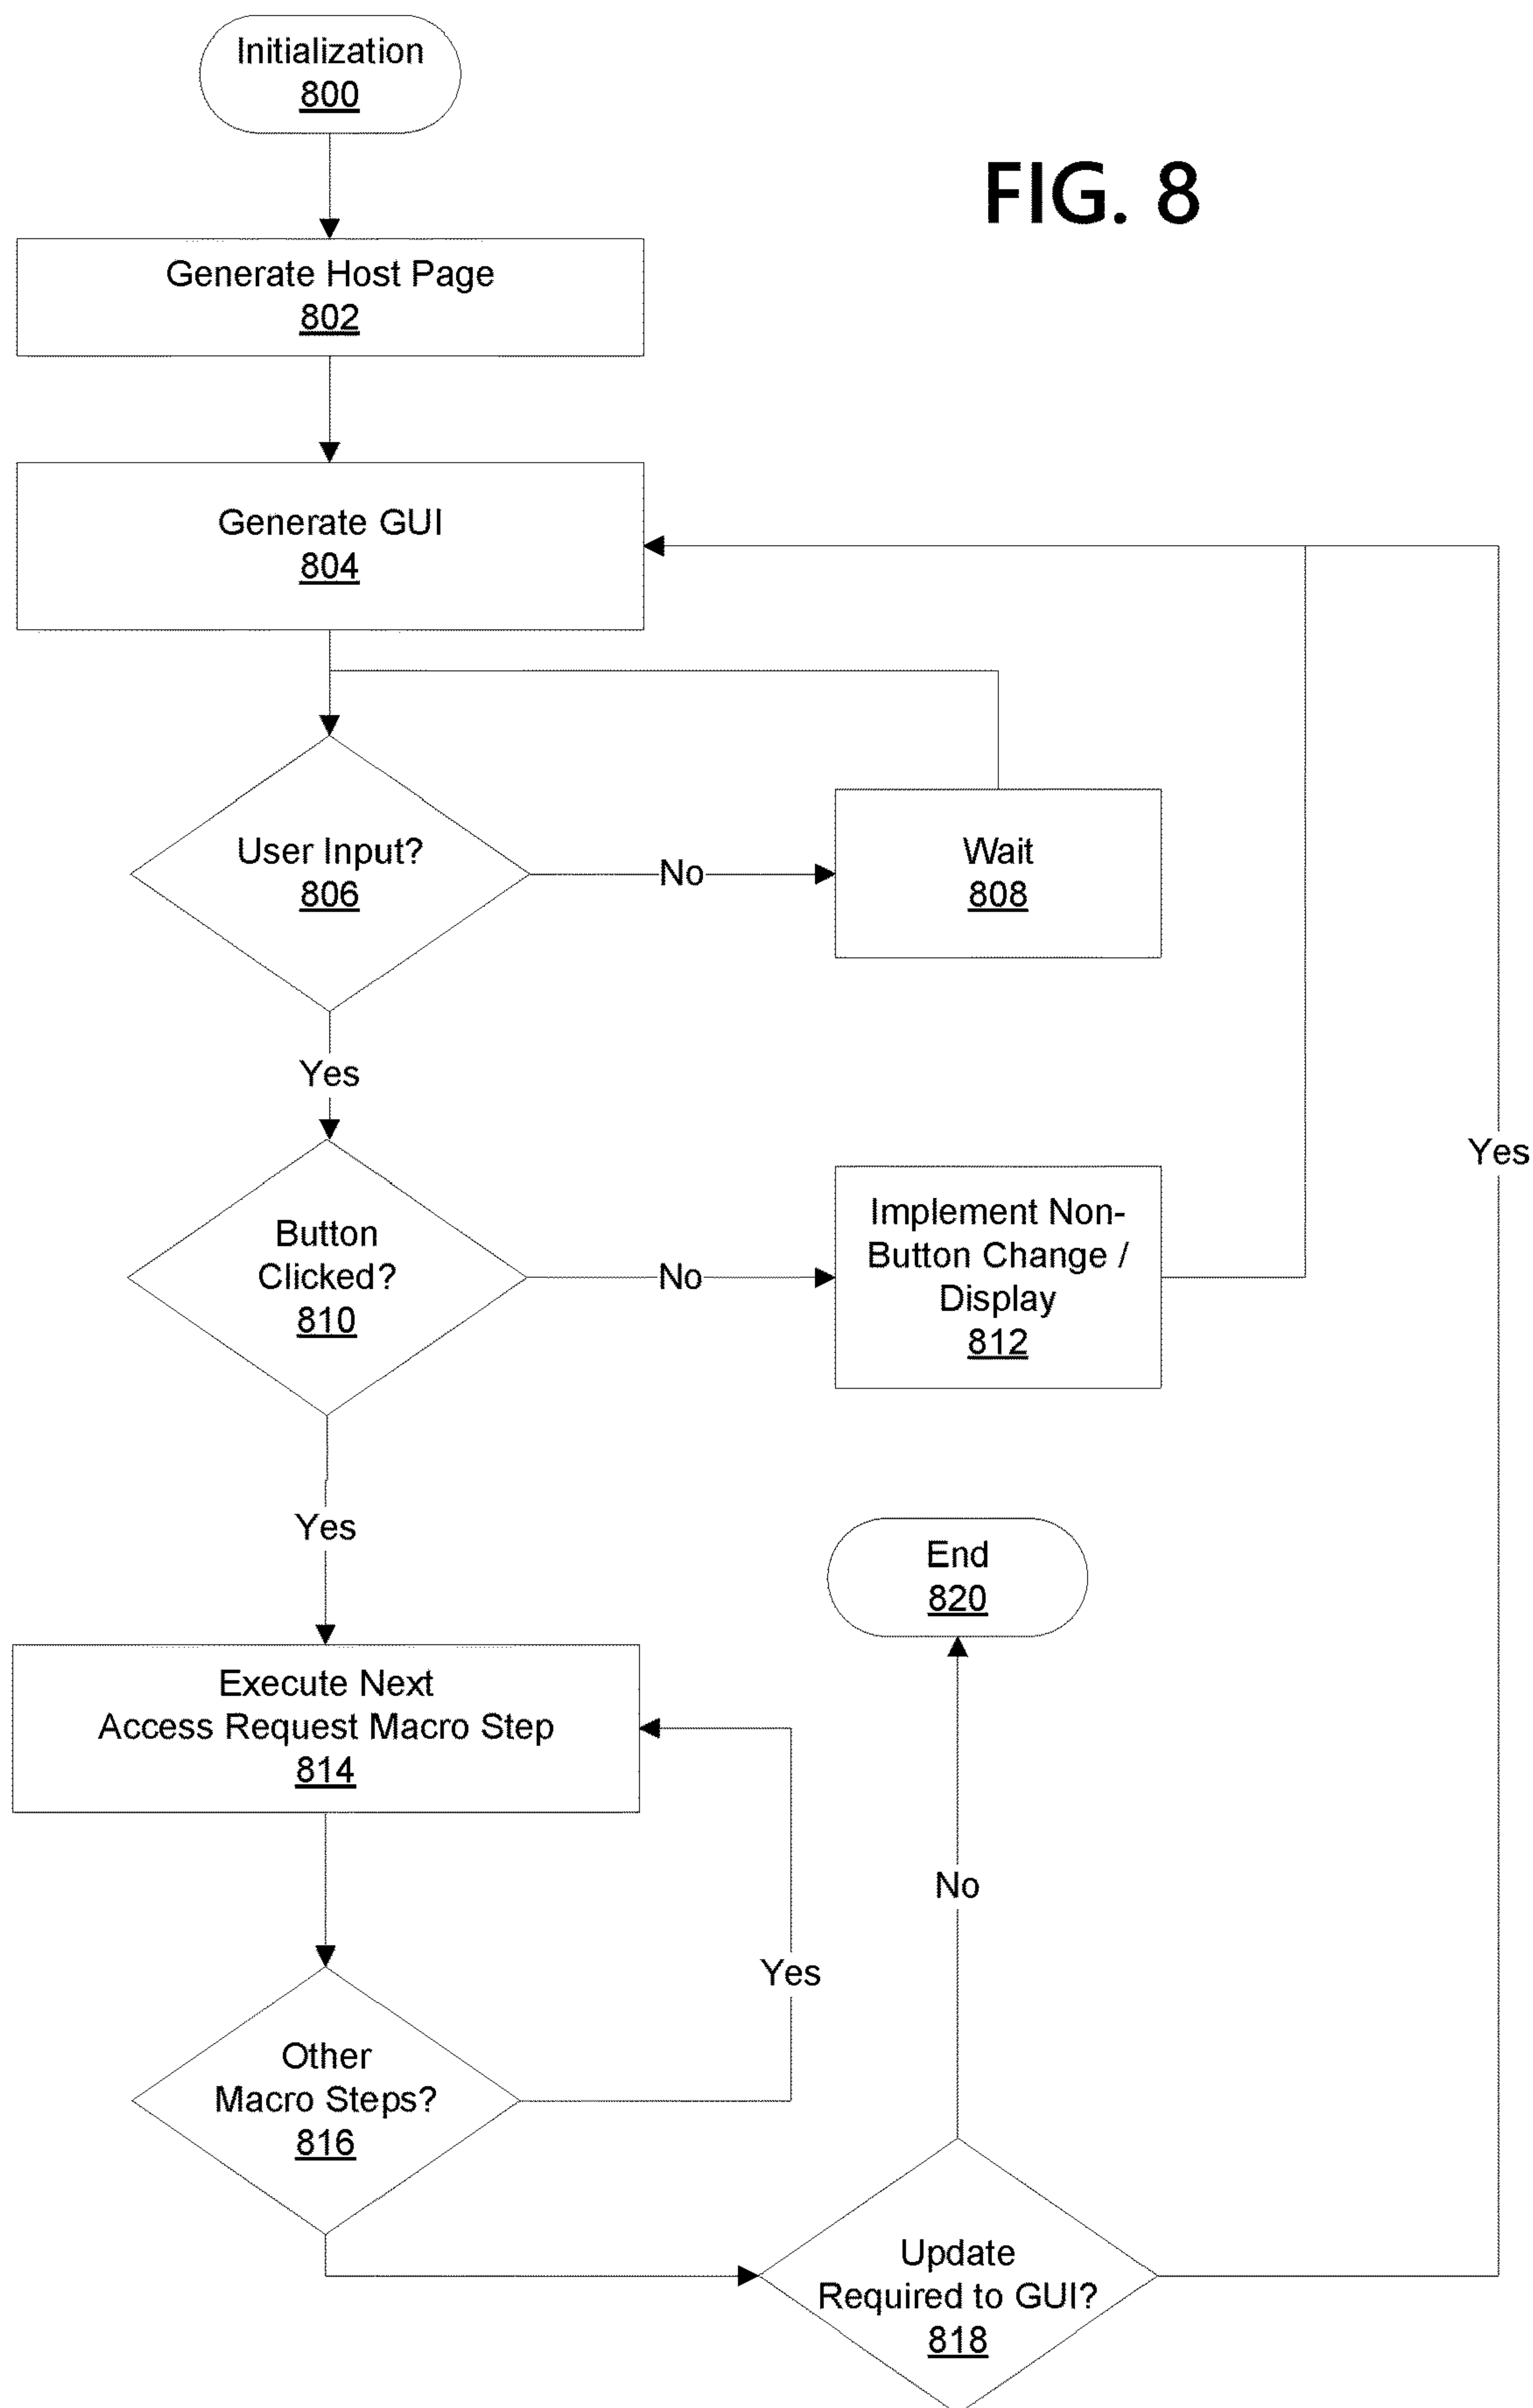 Initialization
800
FIG. 8
Generate Host Page
802
Generate GUI
804
User Input?
806
No
Wait
808
Yes
Button
Clicked?
810
No
Implement Non-
Button Change /
Display
812
Yes
Yes
End
820
Execute Next
Access Request Macro Step
814
No
Yes
Other
Macro Steps?
816
Update
Required to GUI?
818